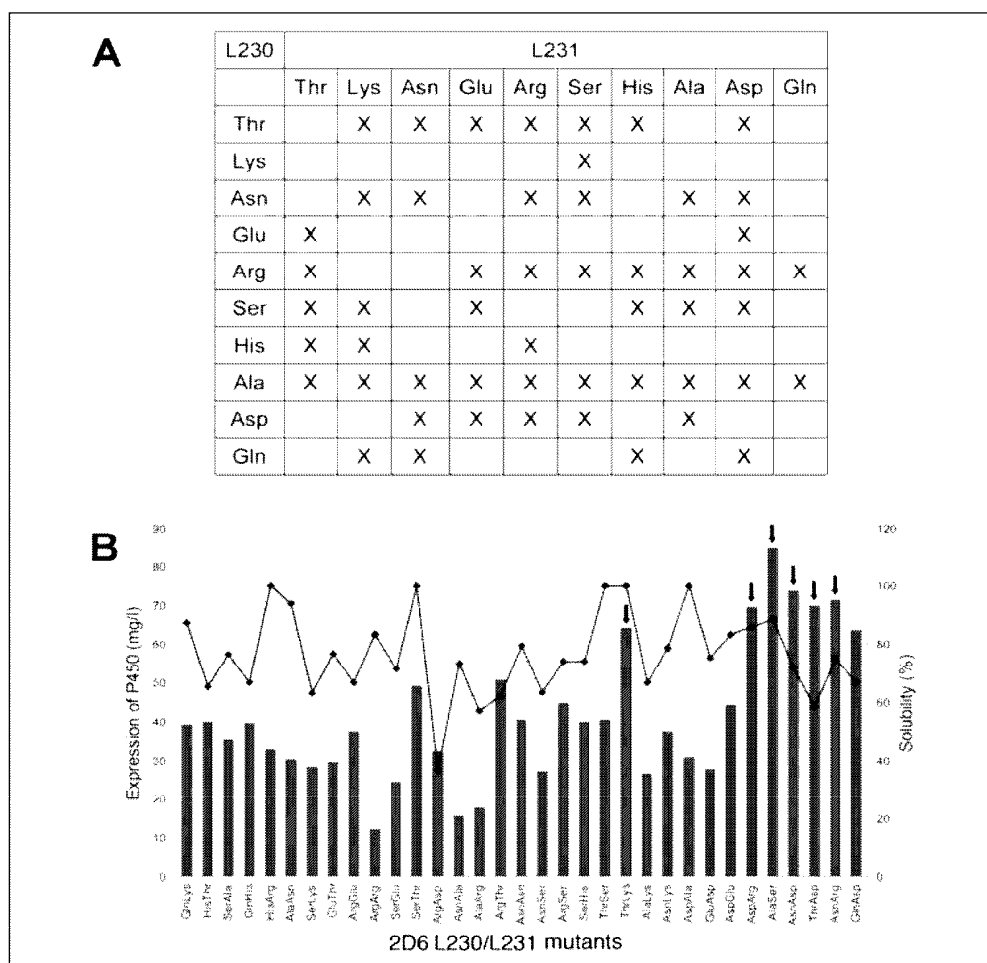 A
L230 L231
Thr Lys Asn Glu Arg Ser His Ala Asp Gln
Thr X X X X X X X
Lys X
Asn X X X X X X
Glu X X
Arg X X X X X X X X
Ser X X X X X X
His X X X
Ala X X X X X X X X X X
Asp X X X X X
Gln X X X X
B
Expression of P450 (mg/l)
90
80
70
60
50
40
30
20
10
0
120
100
80
60
40
20
0
Solubility (%)
GlnLys
HisThr
SerAla
GlnHis
HisArg
AlaAsp
SerLys
GluThr
ArgGlu
ArgArg
SerGlu
SerThr
ArgAsp
AsnAla
AlaArg
ArgThr
AsnAsn
AsnSer
ArgSer
SerHis
ThrSer
ThrLys
AlaLys
AsnLys
AspAla
GluAsp
AspGlu
AspArg
AlaSer
AsnAsp
ThrAsp
AsnArg
GlnAsp
2D6 L230/L231 mutants